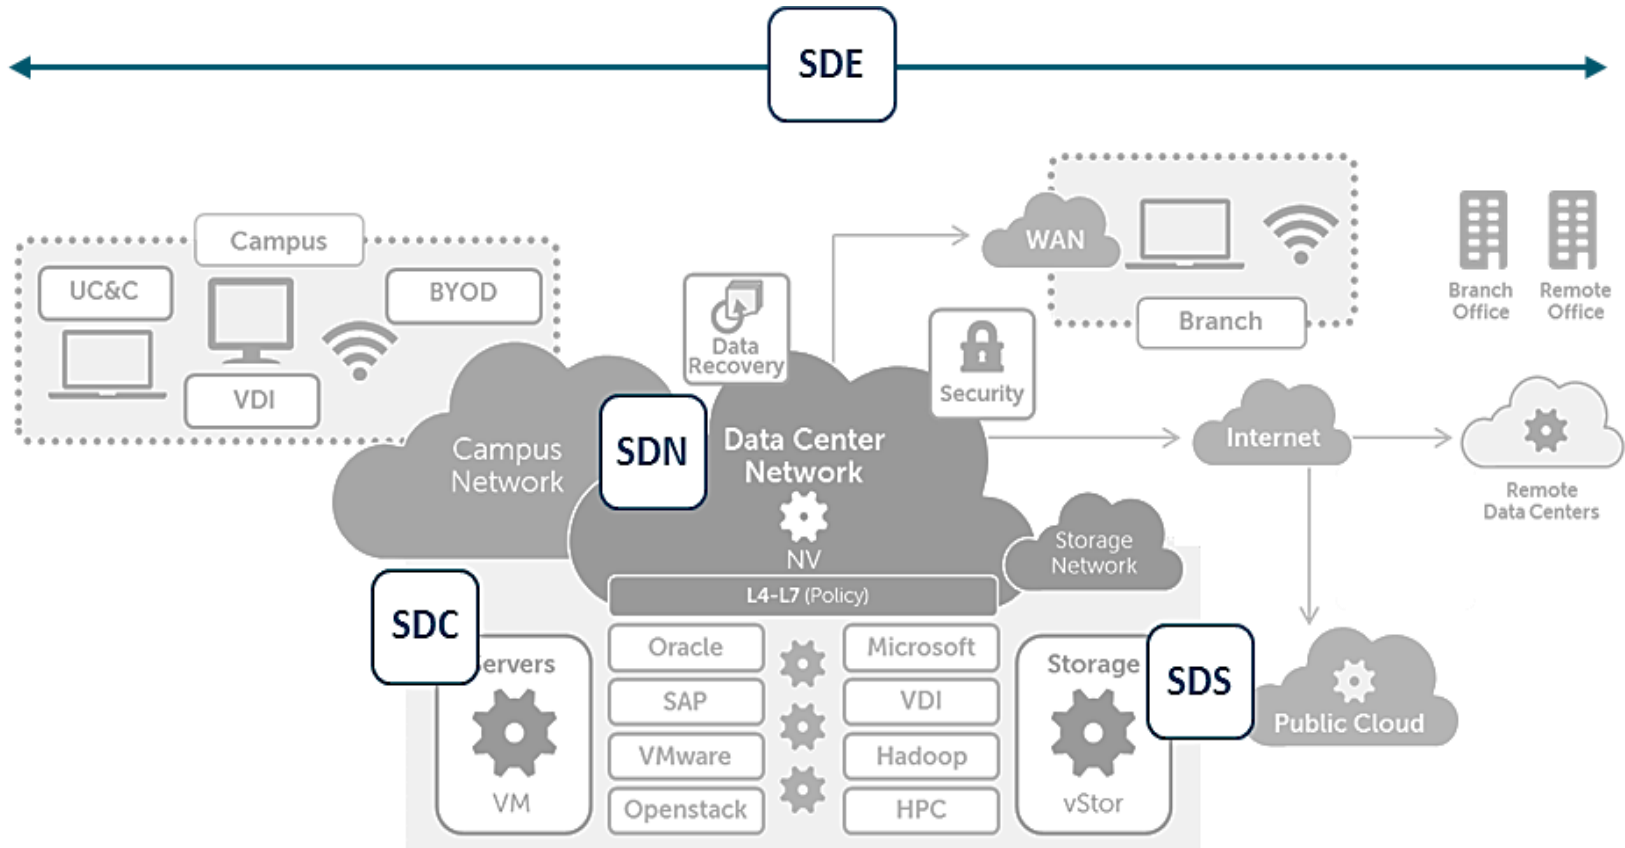 SDE
Campus
UC&C
BYOD
VDI
WAN
Branch
Branch
Office
Remote
Office
Data
Recovery
Security
Campus
Network
SDN
Data Center
Network
NV
Internet
Remote
Data Centers
Storage
Network
L4-L7 (Policy)
SDC
ervers
VM
Oracle
SAP
VMware
Openstack
Microsoft
VDI
Hadoop
HPC
Storage
vStor
SDS
Public Cloud